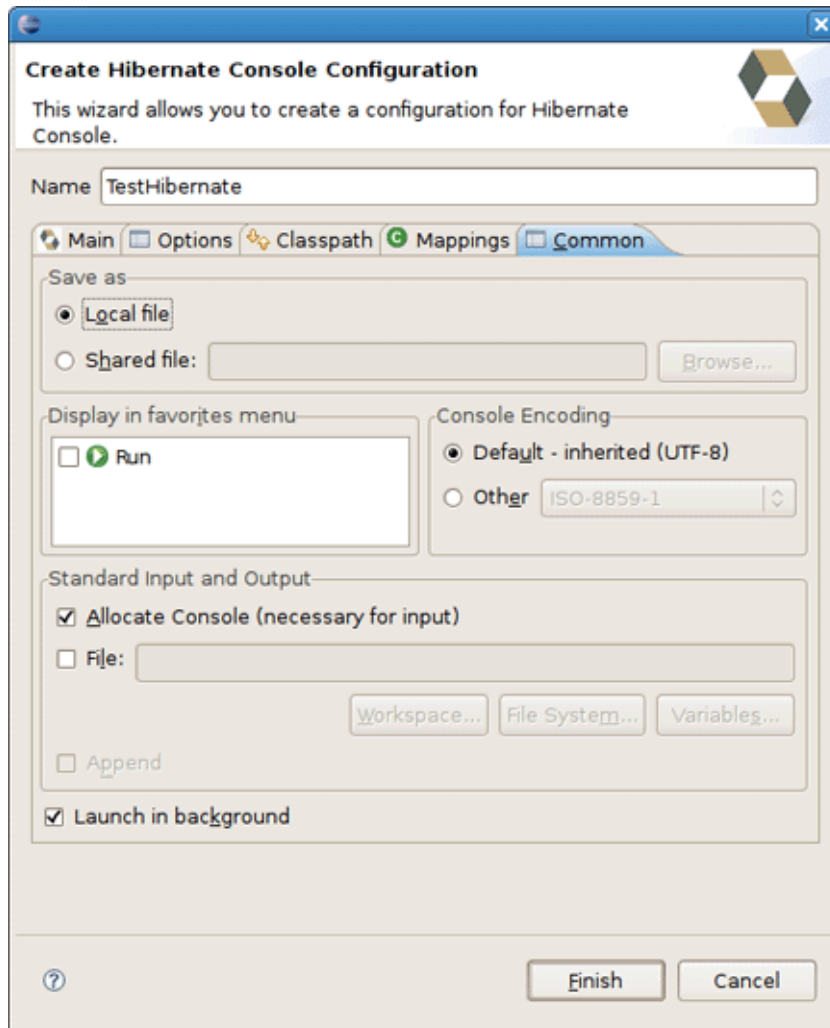 Create Hibernate Console Configuration
This wizard allows you to create a configuration for Hibernate
Console.
Name TestHibernate
Main Options Classpath Mappings Common
Save as
Local file
Shared file: Browse...
Display in favorites menu
Run
Console Encoding
Default - inherited (UTF-8)
Other ISO-8859-1
Standard Input and Output
Allocate Console (necessary for input)
File:
Workspace... File System... Variables...
Append
Launch in background
Finish Cancel